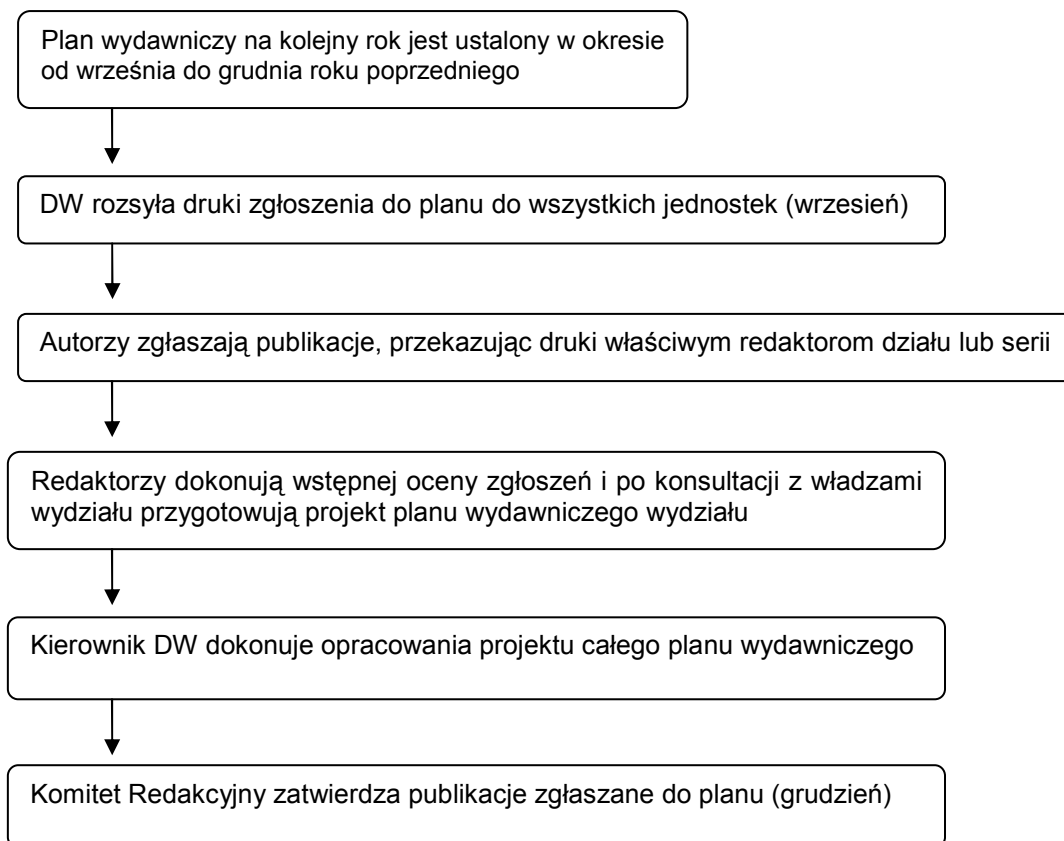 Plan wydawniczy na kolejny rok jest ustalony w okresie
od września do grudnia roku poprzedniego
DW rozsyła druki zgłoszenia do planu do wszystkich jednostek (wrzesień)
Autorzy zgłaszają publikacje, przekazując druki właściwym redaktorom działu lub serii
Redaktorzy dokonują wstępnej oceny zgłoszeń i po konsultacji z władzami
wydziału przygotowują projekt planu wydawniczego wydziału
Kierownik DW dokonuje opracowania projektu całego planu wydawniczego
Komitet Redakcyjny zatwierdza publikacje zgłaszane do planu (grudzień)